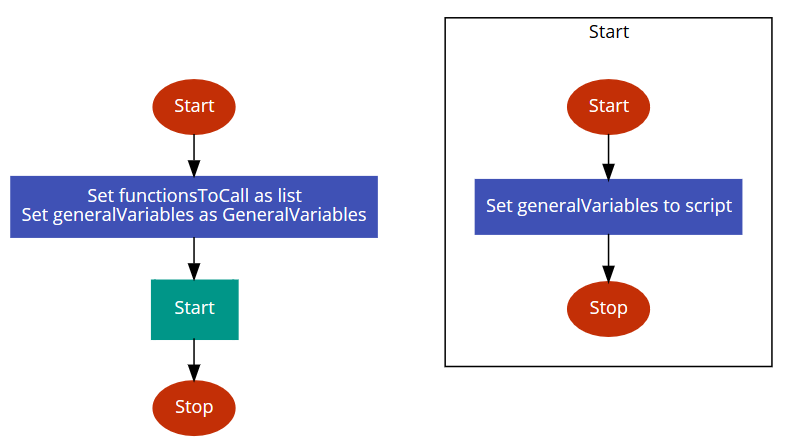 Start
Set functionsToCall as list
Set generalVariables as GeneralVariables
Start
Stop
Start
Start
Set generalVariables to script
Stop